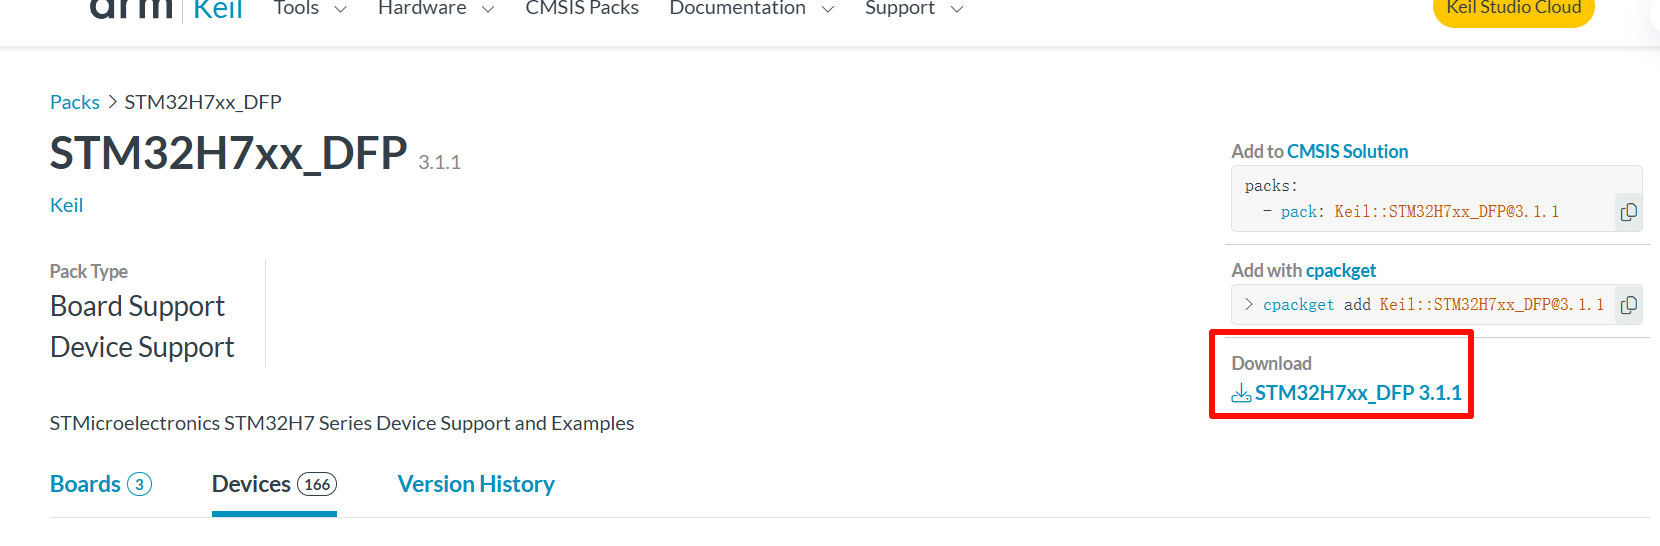 arm Keil Tools Hardware CMSIS Packs Documentation Support Keil Studio Cloud
Packs > STM32H7xx_DFP
STM32H7xx_DFP 3.1.1
Keil
Pack Type
Board Support
Device Support
STMicroelectronics STM32H7 Series Device Support and Examples
Boards 3 Devices 166 Version History
Add to CMSIS Solution
packs:
- pack: Keil::STM32H7xx_DFP@3.1.1
Add with cpackget
> cpackget add Keil::STM32H7xx_DFP@3.1.1
Download
STM32H7xx_DFP 3.1.1